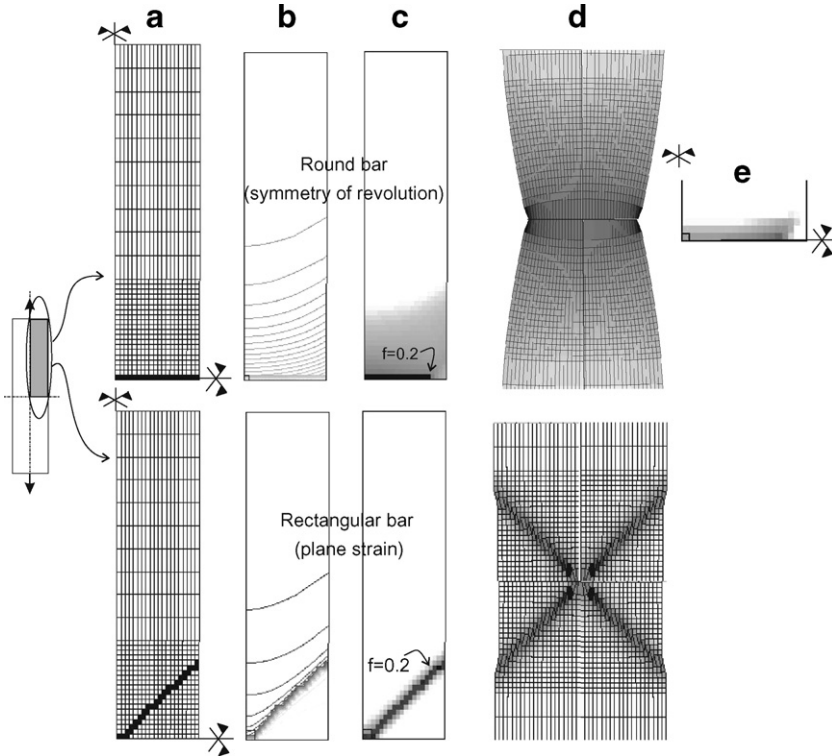 a b c d
e
Round bar
(symmetry of revolution)
f=0.2
Rectangular bar
(plane strain)
f=0.2